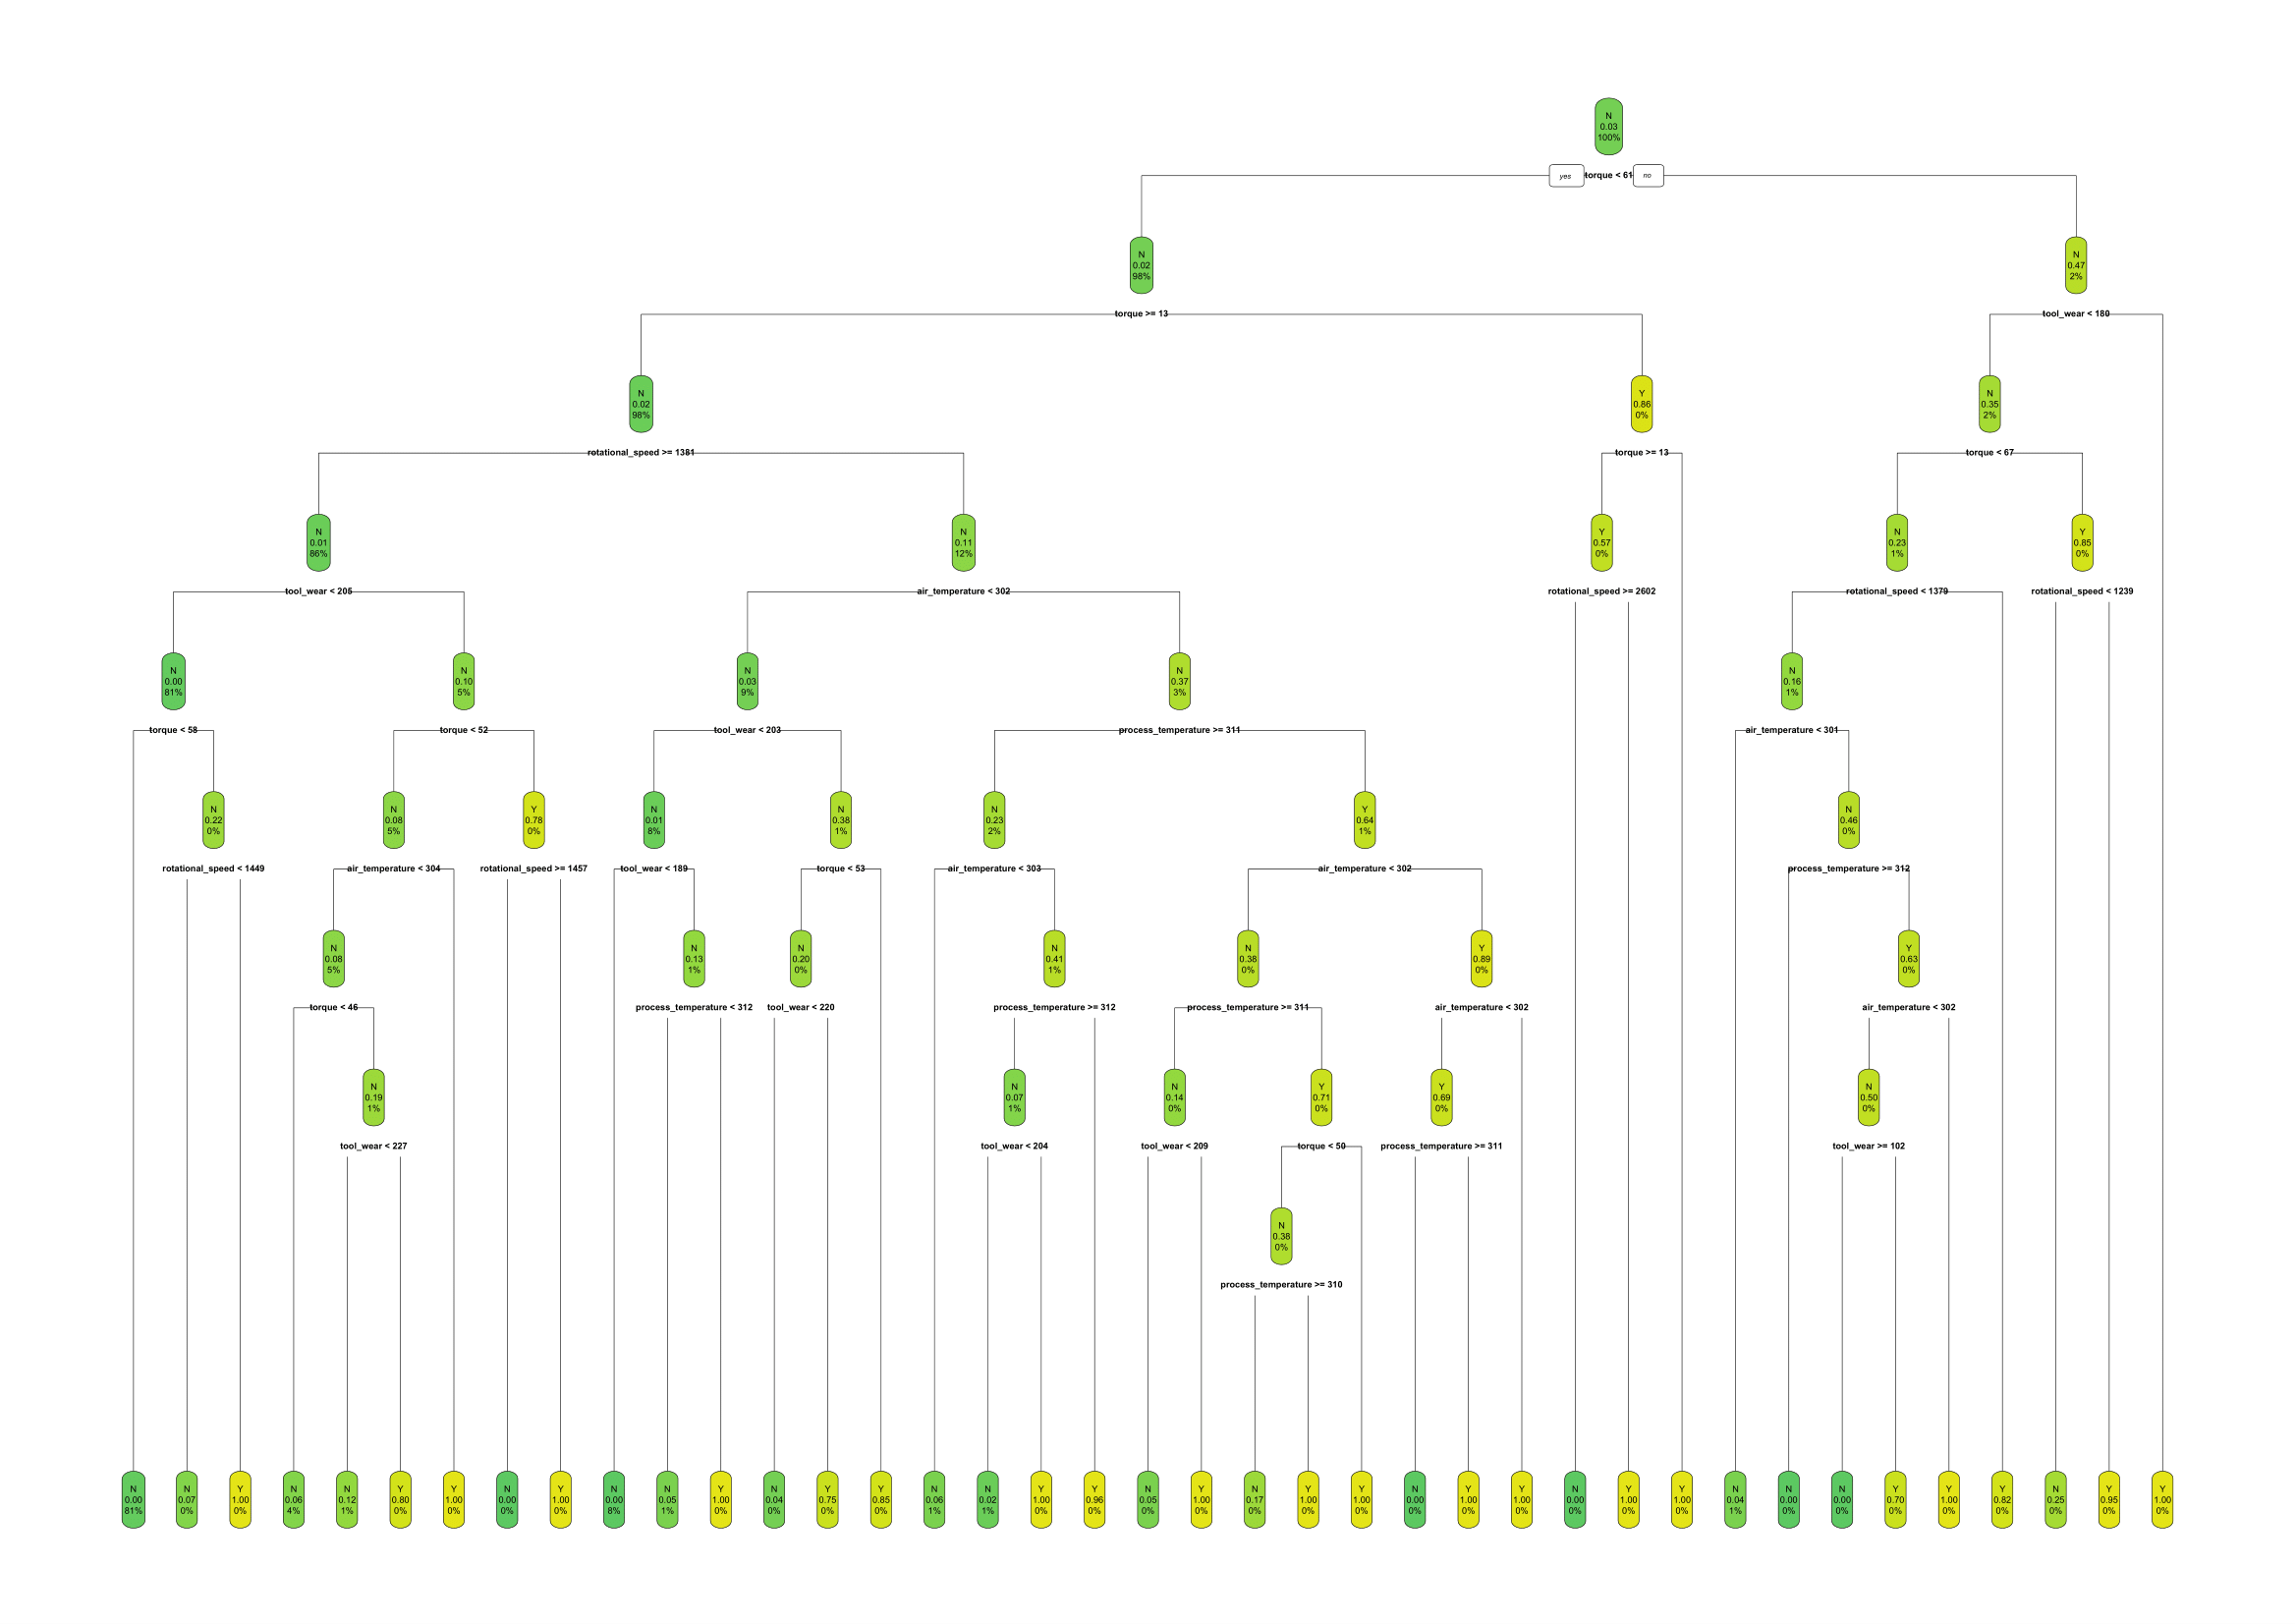 N
0.03
100%
yes
torque < 61
no
N
0.02
98%
N
0.47
2%
torque >= 13
tool_wear < 180
N
0.02
98%
Y
0.86
0%
N
0.35
2%
rotational_speed >= 1381
torque >= 13
torque < 67
N
0.01
86%
N
0.11
12%
Y
0.57
0%
N
0.23
1%
Y
0.85
0%
tool_wear < 205
air_temperature < 302
rotational_speed >= 2602
rotational_speed < 1379
rotational_speed < 1239
N
0.00
81%
N
0.10
5%
N
0.03
9%
N
0.37
3%
N
0.16
1%
torque < 58
torque < 52
tool_wear < 203
process_temperature >= 311
air_temperature < 301
N
0.22
0%
N
0.08
5%
Y
0.78
0%
N
0.01
8%
N
0.38
1%
N
0.23
2%
Y
0.64
1%
N
0.46
0%
rotational_speed < 1449
air_temperature < 304
rotational_speed >= 1457
tool_wear < 189
torque < 53
air_temperature < 303
air_temperature < 302
process_temperature >= 312
N
0.08
5%
N
0.13
1%
N
0.20
0%
N
0.41
1%
N
0.38
0%
Y
0.89
0%
Y
0.63
0%
torque < 46
process_temperature < 312
tool_wear < 220
process_temperature >= 312
process_temperature >= 311
air_temperature < 302
air_temperature < 302
N
0.19
1%
N
0.07
1%
N
0.14
0%
Y
0.71
0%
Y
0.69
0%
N
0.50
0%
tool_wear < 227
tool_wear < 204
tool_wear < 209
torque < 50
process_temperature >= 311
tool_wear >= 102
N
0.38
0%
process_temperature >= 310
N
0.00
81%
N
0.07
0%
Y
1.00
0%
N
0.06
4%
N
0.12
1%
Y
0.80
0%
Y
1.00
0%
N
0.00
0%
Y
1.00
0%
N
0.00
8%
N
0.05
1%
Y
1.00
0%
N
0.04
0%
Y
0.75
0%
Y
0.85
0%
N
0.06
1%
N
0.02
1%
Y
1.00
0%
Y
0.96
0%
N
0.05
0%
Y
1.00
0%
N
0.17
0%
Y
1.00
0%
Y
1.00
0%
N
0.00
0%
Y
1.00
0%
Y
1.00
0%
N
0.00
0%
Y
1.00
0%
Y
1.00
0%
N
0.04
1%
N
0.00
0%
N
0.00
0%
Y
0.70
0%
Y
1.00
0%
Y
0.82
0%
N
0.25
0%
Y
0.95
0%
Y
1.00
0%